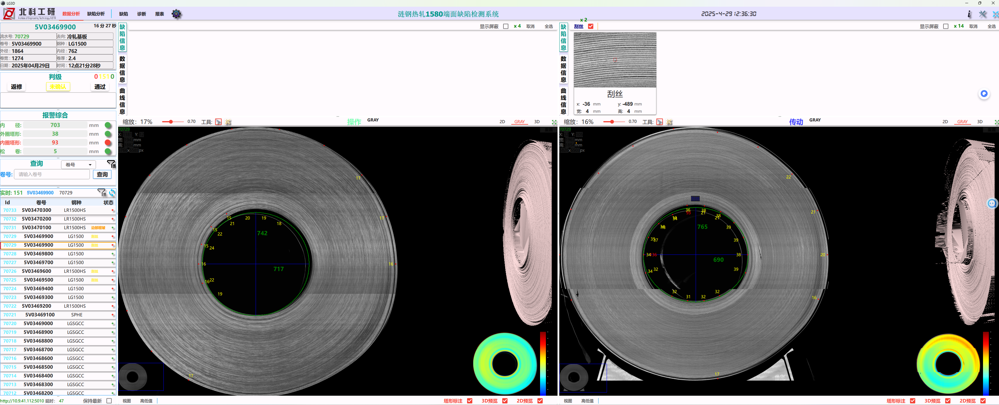 LG3D
北科工研
Institute of Engineering Technology, USTB
数据分析 缺陷分析 缺陷 诊断 报表
涟钢热轧1580端面缺陷检测系统
2025-4-29 12:36:30
5V03469900 16 分 27 秒
流水号: 70729 去向: 冷轧基板
卷号: 5V03469900 钢种: LG1500
外径: 1864 内径: 762
卷宽: 1274 卷厚: 2.4
日期: 2025年04月29日 时间: 12点21分28秒
判级 0 151 0
返修 未确认 通过
报警综合
内 径: 703 mm
外圈塔形: 38 mm
内圈塔形: 93 mm
松 卷: 5 mm
查询 卷号
卷号: 请输入卷号 查询
实时: 151 5V03469900 70729
Id 卷号 钢种 状态
70733 5V03470300 LR1500HS
70732 5V03470200 LR1500HS
70731 5V03470100 LR1500HS 边部褶皱
70729 5V03469900 LG1500 刮丝
70729 5V03469900 LG1500 刮丝
70728 5V03469800 LG1500
70727 5V03469700 LG1500
70726 5V03469600 LR1500HS 刮丝
70725 5V03469500 LG1500 刮丝
70724 5V03469400 LG1500
70723 5V03469300 LG1500
70722 5V03469200 LR1500HS
70721 5V03469100 SPHE
70720 5V03469000 LGSGCC
70719 5V03468900 LGSGCC
70718 5V03468800 LGSGCC
70717 5V03468700 LGSGCC
70716 5V03468600 LGSGCC
70715 5V03468500 LGSGCC
70714 5V03468400 LGSGCC
70713 5V03468300 LGSGCC
70712 5V03468200 LGSGCC
http://10.9.41.112:5010 延时: 47 保持最新
缺陷信息
数据信息
曲线信息
显示屏蔽 x 4 取消 全选
缩放: 17% 0.70 工具: 操作 GRAY 2D GRAY 3D
70729
X: Y:
宽: mm
高: mm
x px
17
17
15 20 19
21 18
15
22
742
15 24
16 16
717
16 22
19
17
视图 高低值 塔形标注 3D预览 2D预览
缺陷信息
数据信息
曲线信息
x 2
刮丝 显示屏蔽 x 14 取消 全选
刮丝
x: -36 mm y: -489 mm
宽: 4 mm 高: 4 mm
缩放: 16% 0.70 工具: 传动 GRAY 2D GRAY 3D
70729
X: Y:
宽: mm
高: mm
x px
22
21
36 38
93 21
38
21
34
39
765
35 37 39
34 38 20
690
34 32 39
32 32
31 32
16
17
视图 高低值 塔形标注 3D预览 2D预览